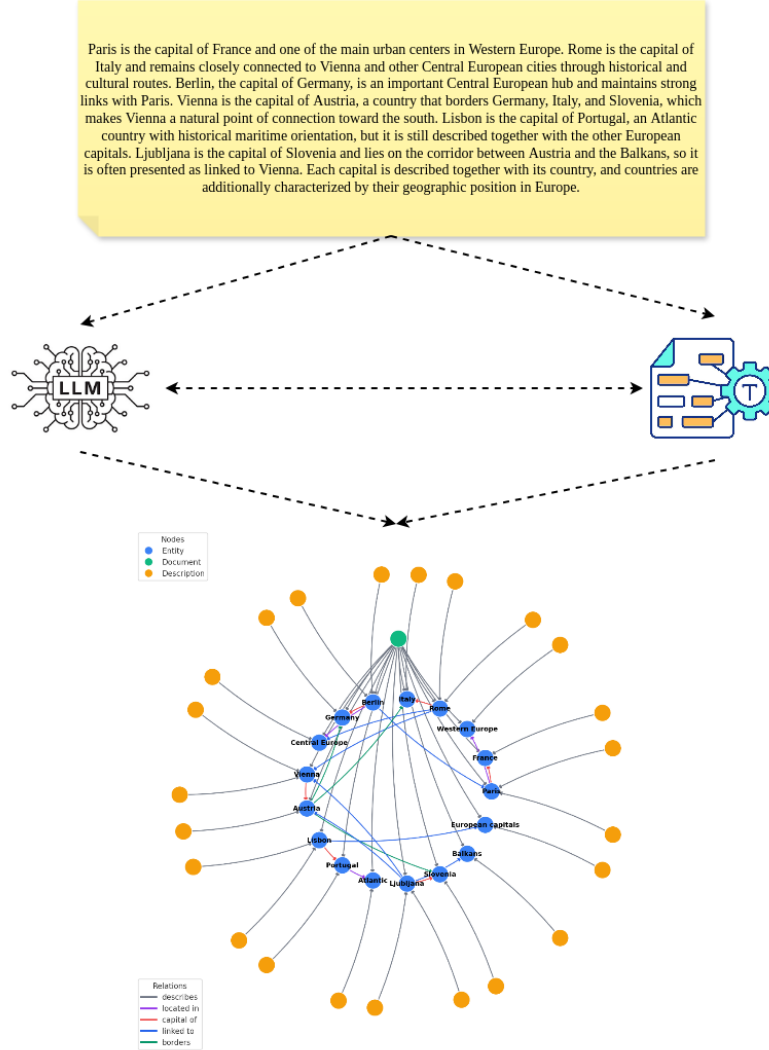 Paris is the capital of France and one of the main urban centers in Western Europe. Rome is the capital of
Italy and remains closely connected to Vienna and other Central European cities through historical and
cultural routes. Berlin, the capital of Germany, is an important Central European hub and maintains strong
links with Paris. Vienna is the capital of Austria, a country that borders Germany, Italy, and Slovenia, which
makes Vienna a natural point of connection toward the south. Lisbon is the capital of Portugal, an Atlantic
country with historical maritime orientation, but it is still described together with the other European
capitals. Ljubljana is the capital of Slovenia and lies on the corridor between Austria and the Balkans, so it
is often presented as linked to Vienna. Each capital is described together with its country, and countries are
additionally characterized by their geographic position in Europe.
LLM
T
Nodes
Entity
Document
Description
Berlin
Italy
Rome
Germany
Western Europe
Central Europe
France
Vienna
Paris
Austria
European capitals
Lisbon
Balkans
Portugal
Slovenia
Atlantic
Ljubljana
Relations
describes
located in
capital of
linked to
borders